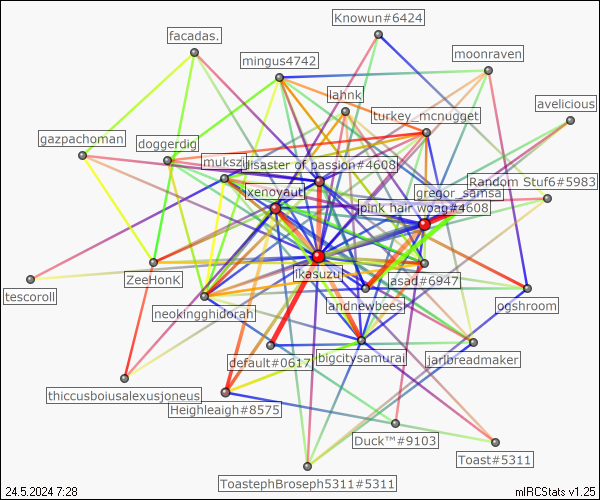 Knowun#6424
facadas.
mingus4742
moonraven
lahnk
avelicious
turkey_mcnugget
gazpachoman
doggerdig
mukszi
disaster of passion#4608
Random Stuf6#5983
gregor_samsa
xenovaut
pink hair woag#4608
ikasuzu
ZeeHonK
asad#6947
tescoroll
andnewbees
ogshroom
neokingghidorah
default#0617
bigcitysamurai
jarlbreadmaker
thiccusboiusalexusjoneus
Heighleaigh#8575
Duck™#9103
Toast#5311
ToastephBroseph5311#5311
24.5.2024 7:28
mIRCStats v1.25